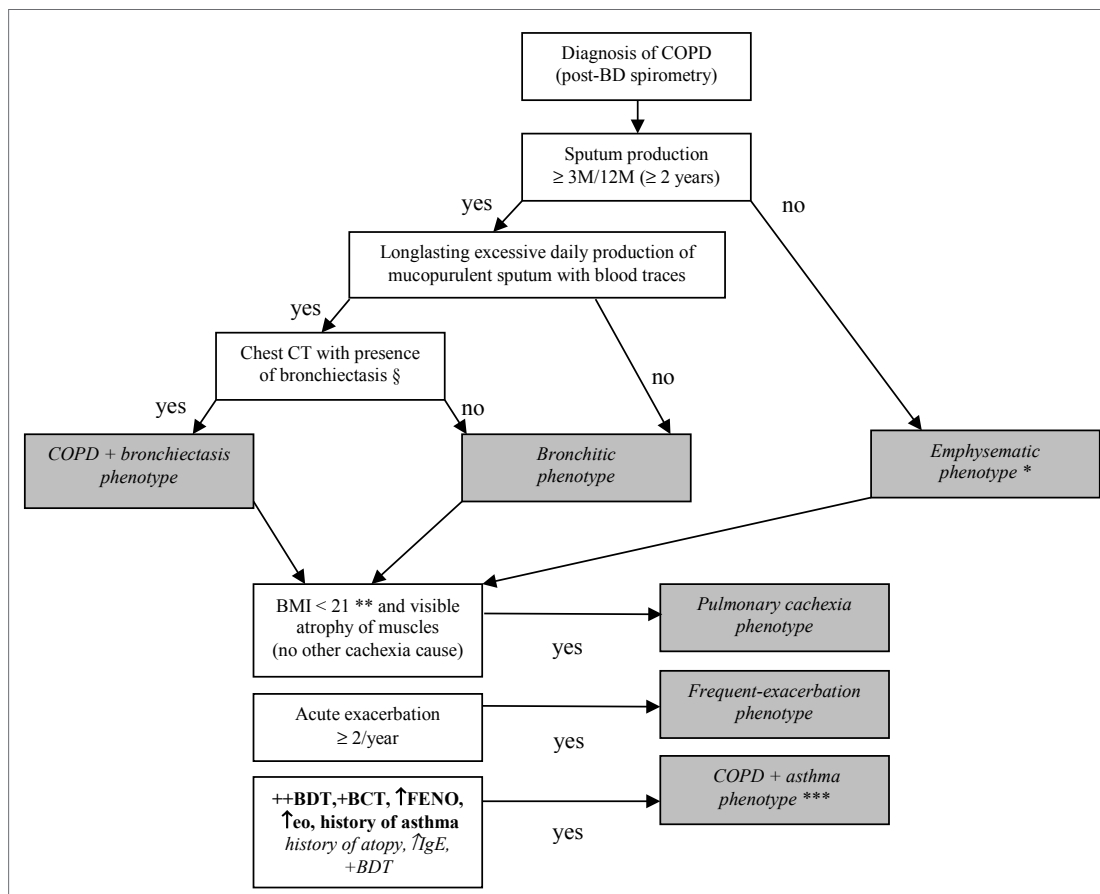 Diagnosis of COPD
(post-BD spirometry)
Sputum production
≥ 3M/12M (≥ 2 years)
yes
no
Longlasting excessive daily production of
mucopurulent sputum with blood traces
yes
no
Chest CT with presence
of bronchiectasis §
yes
no
COPD + bronchiectasis
phenotype
Bronchitic
phenotype
Emphysematic
phenotype *
BMI < 21 ** and visible
atrophy of muscles
(no other cachexia cause)
yes
Pulmonary cachexia
phenotype
Acute exacerbation
≥ 2/year
yes
Frequent-exacerbation
phenotype
++BDT,+BCT, ↑FENO,
↑eo, history of asthma
history of atopy, ↑IgE,
+BDT
yes
COPD + asthma
phenotype ***